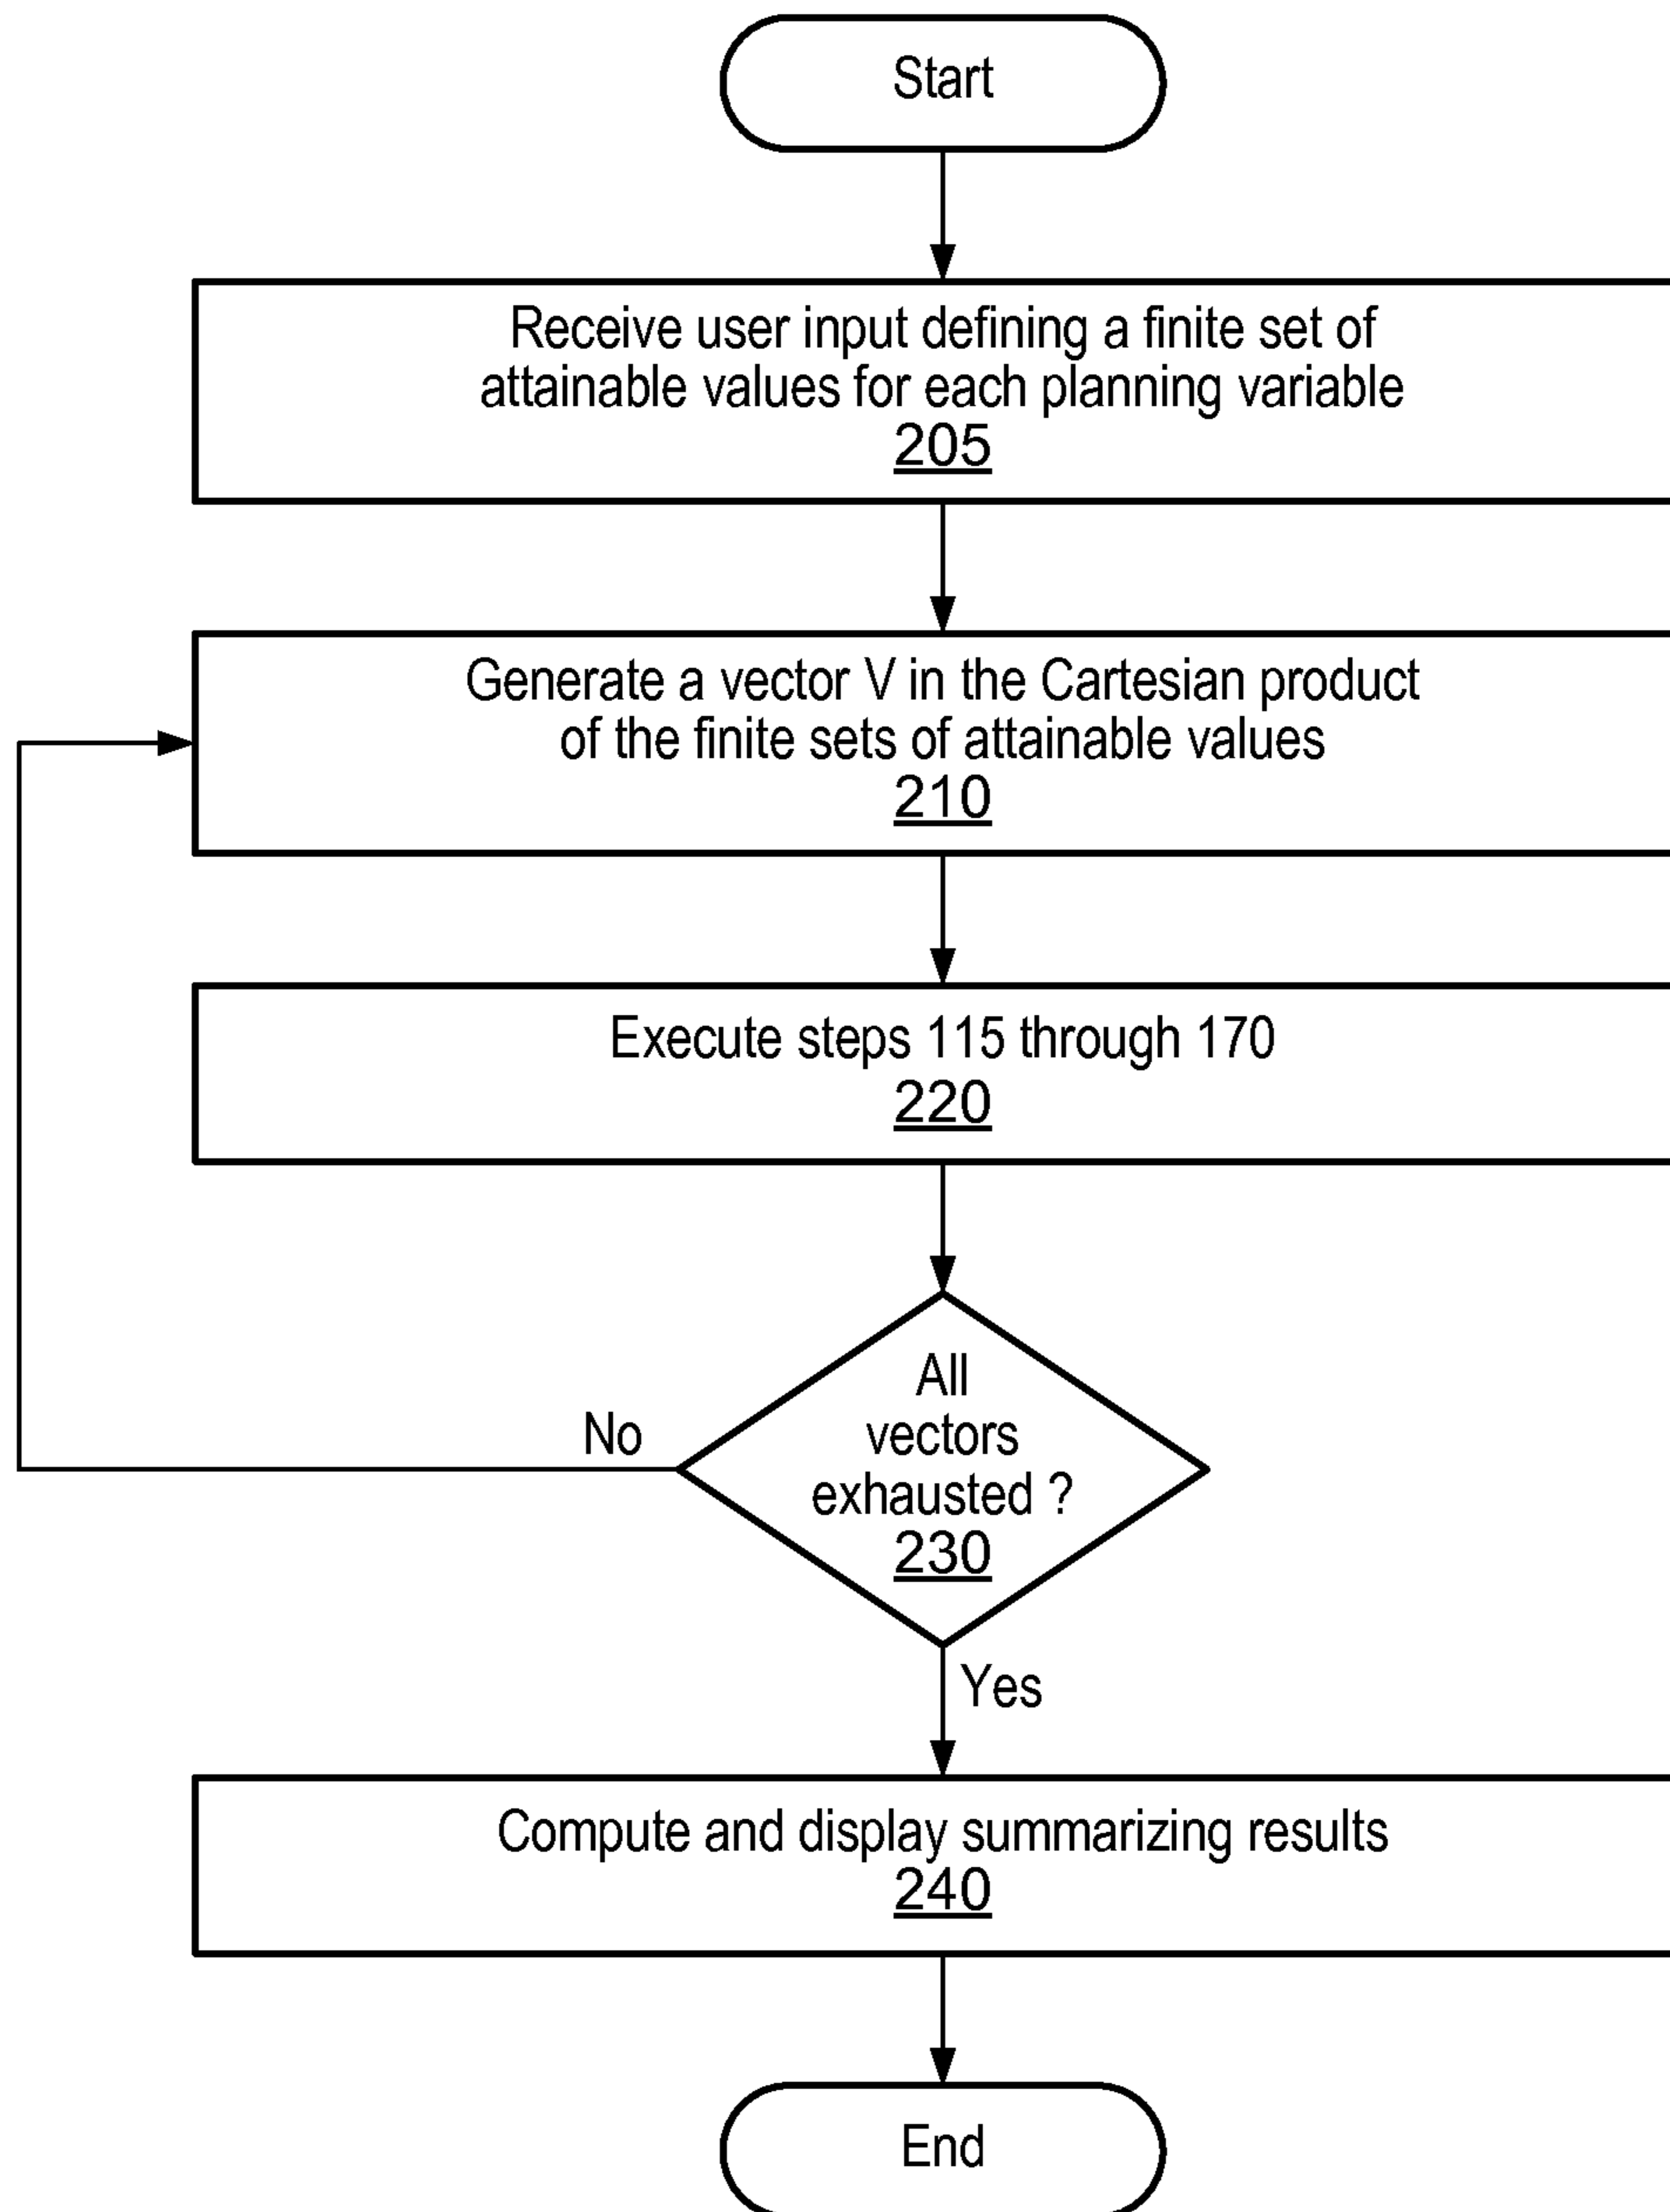 Start
Receive user input defining a finite set of
attainable values for each planning variable
205
Generate a vector V in the Cartesian product
of the finite sets of attainable values
210
Execute steps 115 through 170
220
All
vectors
exhausted ?
230
No
Yes
Compute and display summarizing results
240
End